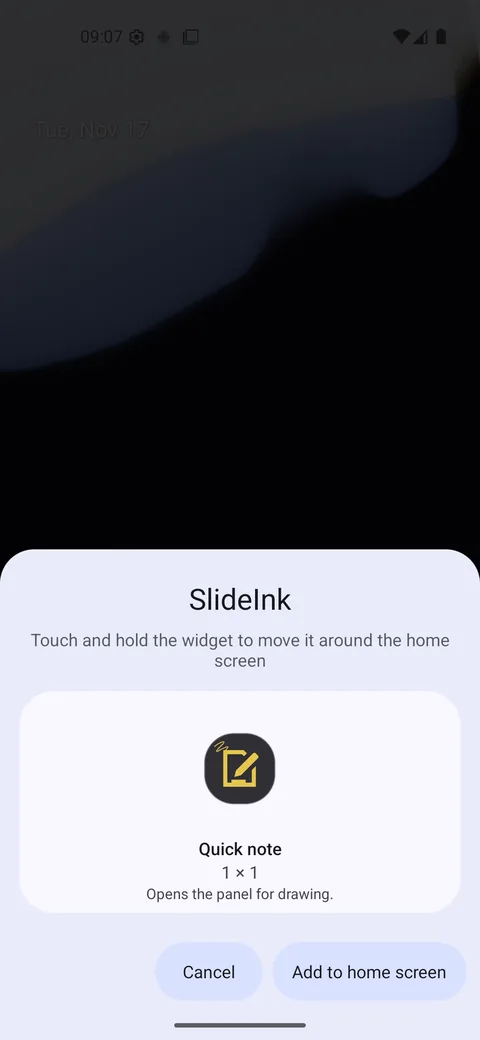 09:07
Tue, Nov 17
SlideInk
Touch and hold the widget to move it around the home
screen
Quick note
1 × 1
Opens the panel for drawing.
Cancel
Add to home screen